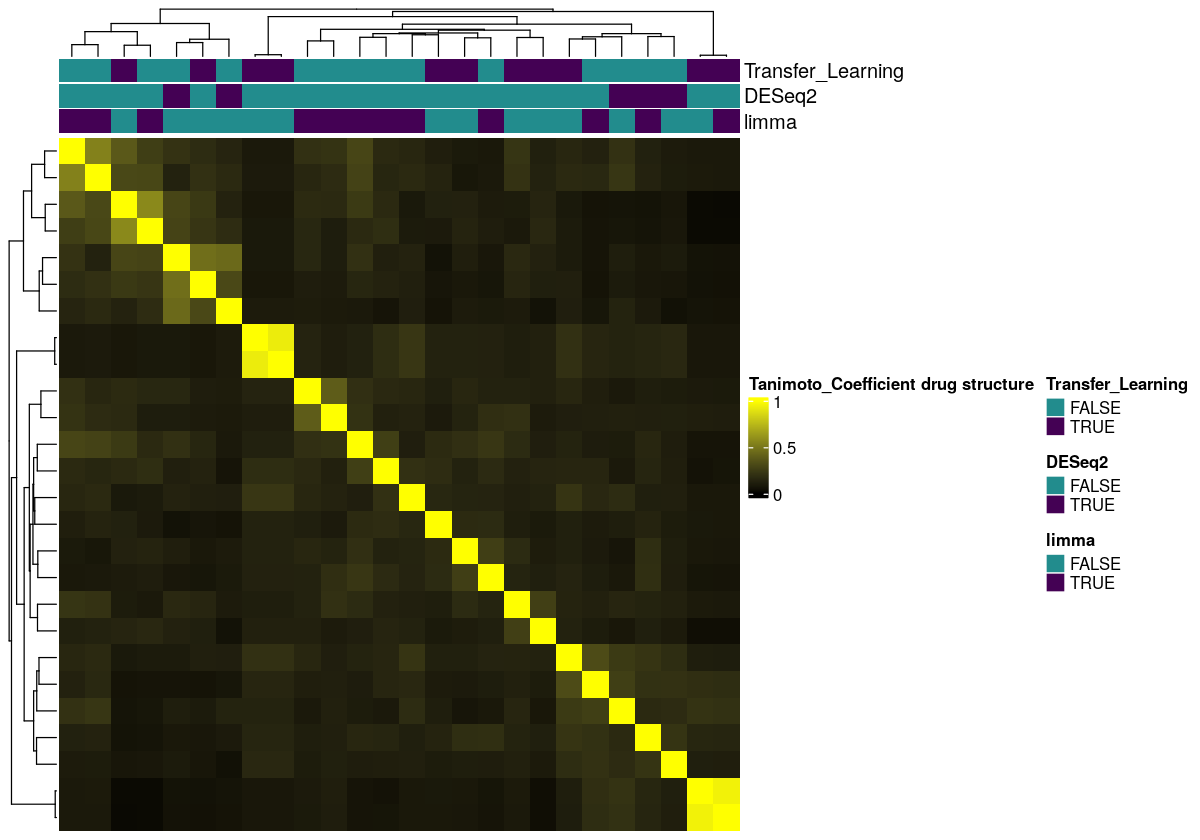 Transfer_Learning
DESeq2
limma
Tanimoto_Coefficient drug structure
1
0.5
0
Transfer_Learning
FALSE
TRUE
DESeq2
FALSE
TRUE
limma
FALSE
TRUE